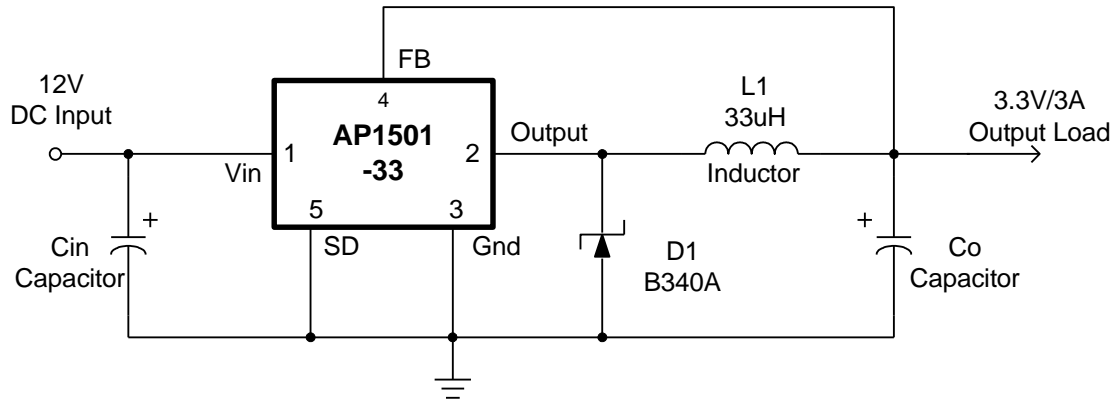 FB
12V
DC Input
4
L1
33uH
3.3V/3A
Output Load
AP1501
-33
Output
1
2
Vin
Inductor
5
3
SD
Gnd
+
Cin
Capacitor
D1
B340A
+
Co
Capacitor